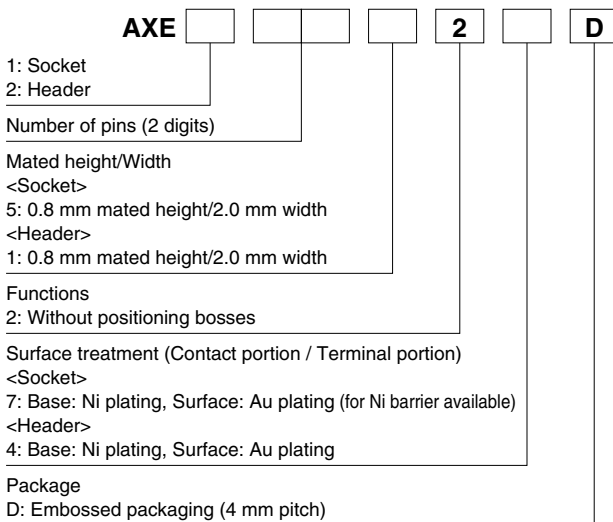 AXE 2 D
1: Socket
2: Header
Number of pins (2 digits)
Mated height/Width
<Socket>
5: 0.8 mm mated height/2.0 mm width
<Header>
1: 0.8 mm mated height/2.0 mm width
Functions
2: Without positioning bosses
Surface treatment (Contact portion / Terminal portion)
<Socket>
7: Base: Ni plating, Surface: Au plating (for Ni barrier available)
<Header>
4: Base: Ni plating, Surface: Au plating
Package
D: Embossed packaging (4 mm pitch)